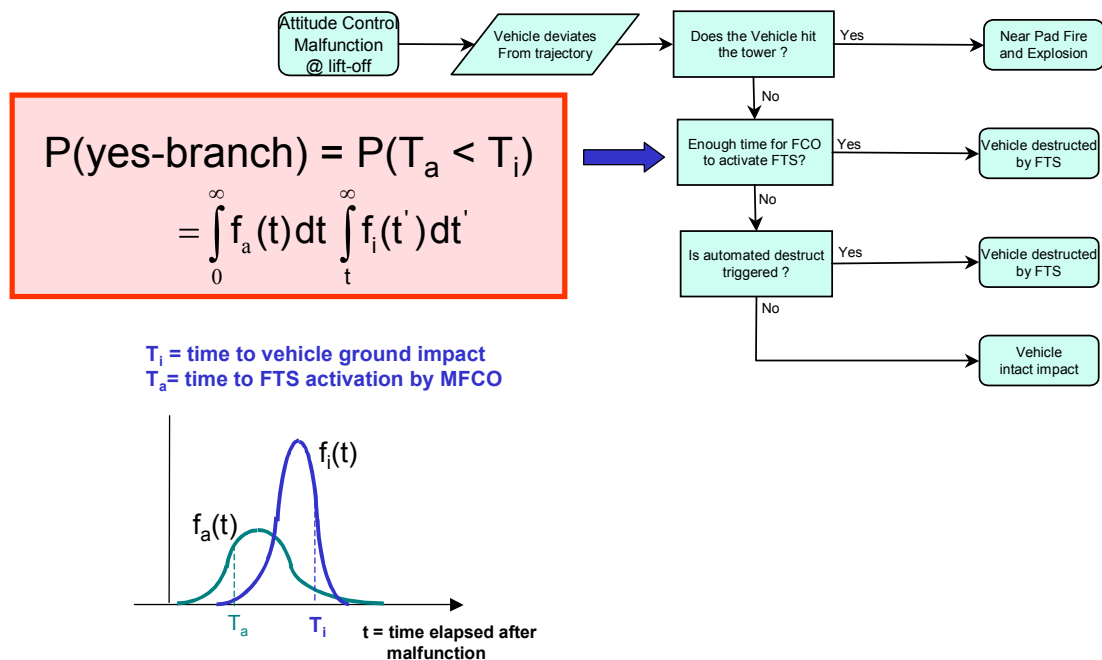 Attitude Control
Malfunction
@ lift-off
Vehicle deviates
From trajectory
Does the Vehicle hit
the tower ?
Yes
Near Pad Fire
and Explosion
No
P(yes-branch) = P(Tₐ < Tᵢ)
= ∫₀^∞ fₐ(t) dt ∫ₜ^∞ fᵢ(t') dt'
Enough time for FCO
to activate FTS?
Yes
Vehicle destructed
by FTS
No
Is automated destruct
triggered ?
Yes
Vehicle destructed
by FTS
No
Vehicle
intact impact
Tᵢ = time to vehicle ground impact
Tₐ= time to FTS activation by MFCO
fᵢ(t)
fₐ(t)
Tₐ
Tᵢ
t = time elapsed after
malfunction